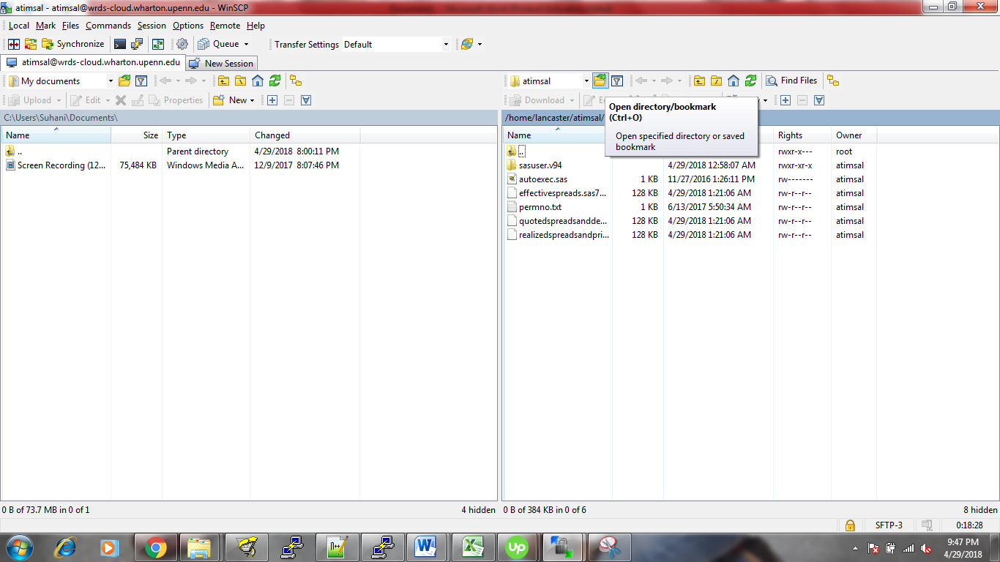 atimsal - atimsal@wrds-cloud.wharton.upenn.edu - WinSCP
Local Mark Files Commands Session Options Remote Help
Synchronize Queue Transfer Settings Default
atimsal@wrds-cloud.wharton.upenn.edu New Session
My documents atimsal Find Files
Upload Edit Properties New Download
Open directory/bookmark
(Ctrl+O)
Open specified directory or saved
bookmark
C:\Users\Suhani\Documents\ /home/lancaster/atimsal/
Name Size Type Changed
.. Parent directory 4/29/2018 8:00:11 PM
Screen Recording (12... 75,484 KB Windows Media A... 12/9/2017 8:07:46 PM
Name Rights Owner
.. rwxr-x--- root
sasuser.v94 4/29/2018 12:58:07 AM rwxr-xr-x atimsal
autoexec.sas 1 KB 11/27/2016 1:26:11 PM rw------- atimsal
effectivespreads.sas7... 128 KB 4/29/2018 1:21:06 AM rw-r--r-- atimsal
permno.txt 1 KB 6/13/2017 5:50:34 AM rw-r--r-- atimsal
quotedspreadsandde... 128 KB 4/29/2018 1:21:06 AM rw-r--r-- atimsal
realizedspreadsandpri... 128 KB 4/29/2018 1:21:06 AM rw-r--r-- atimsal
0 B of 73.7 MB in 0 of 1 4 hidden 0 B of 384 KB in 0 of 6 8 hidden
SFTP-3 0:18:28
9:47 PM
4/29/2018